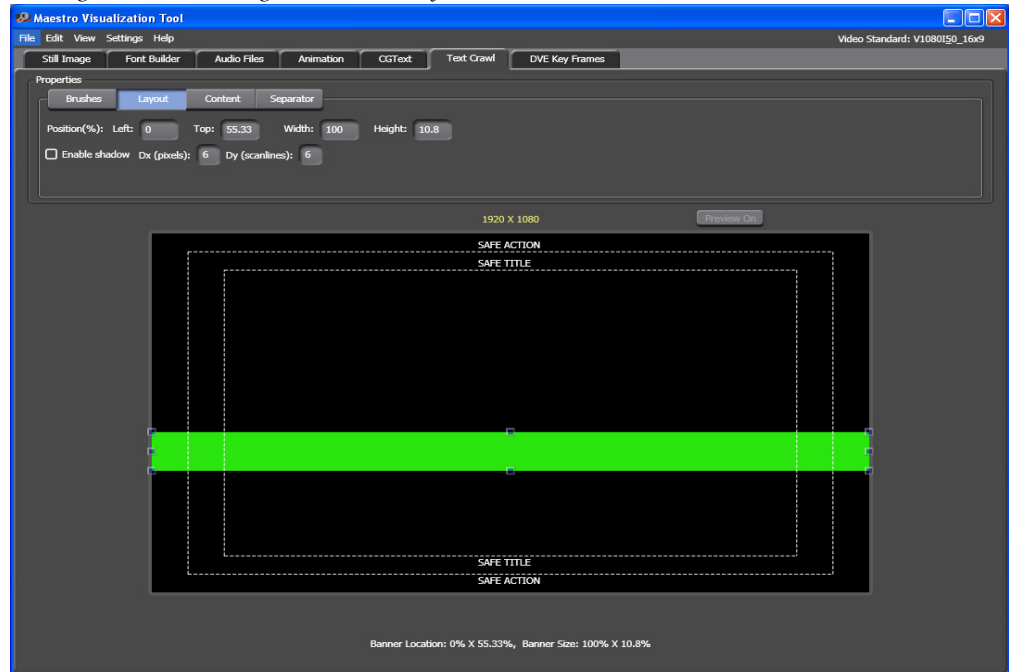 Maestro Visualization Tool
File Edit View Settings Help Video Standard: V1080I50_16x9
Still Image Font Builder Audio Files Animation CGText Text Crawl DVE Key Frames
Properties
Brushes Layout Content Separator
Position(%): Left: 0 Top: 55.33 Width: 100 Height: 10.8
Enable shadow Dx (pixels): 6 Dy (scanlines): 6
1920 X 1080 Preview On
SAFE ACTION
SAFE TITLE
SAFE TITLE
SAFE ACTION
Banner Location: 0% X 55.33%, Banner Size: 100% X 10.8%